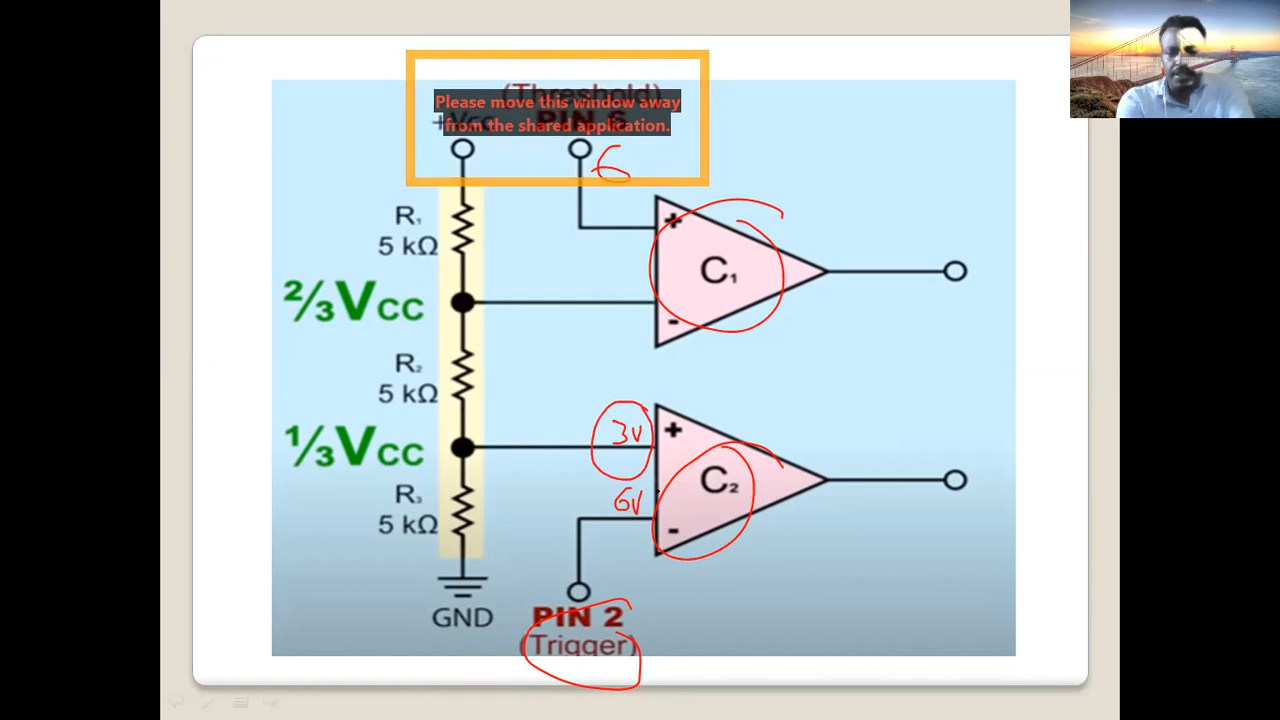 (Threshold)
Please move this window away
from the shared application.
+Vcc PIN 6
6
R₁
5 kΩ
+
C₁
-
⅔Vcc
R₂
5 kΩ
⅓Vcc
3V
+
C₂
6V
-
R₃
5 kΩ
GND
PIN 2
(Trigger)